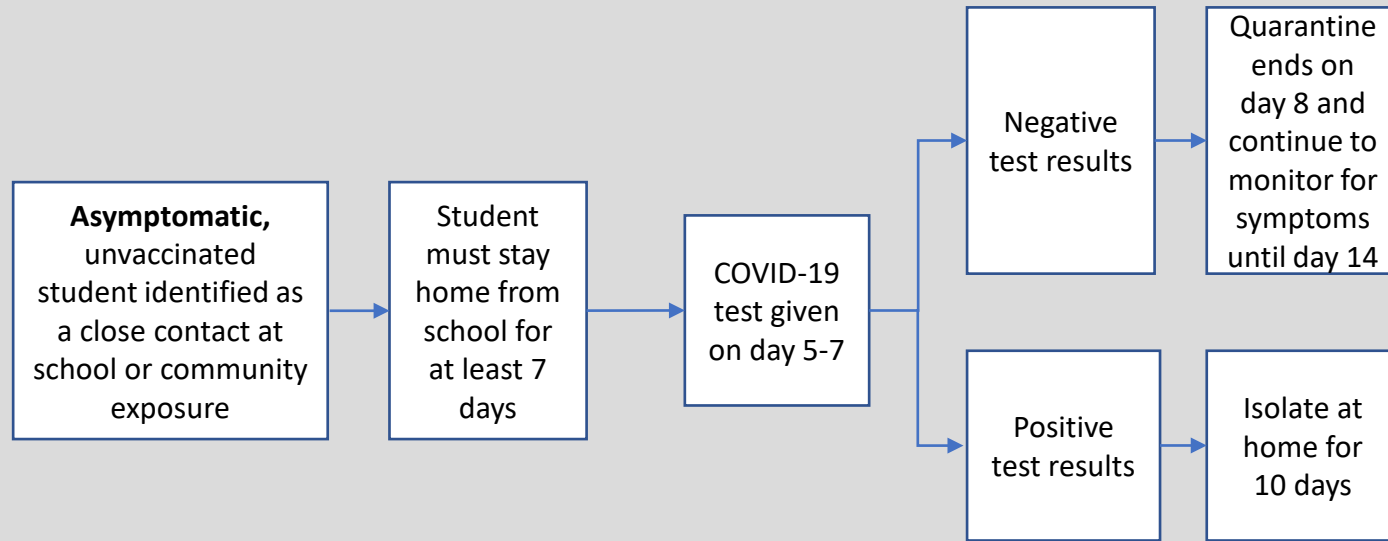 Asymptomatic,
unvaccinated
student identified as
a close contact at
school or community
exposure
Student
must stay
home from
school for
at least 7
days
COVID-19
test given
on day 5-7
Negative
test results
Quarantine
ends on
day 8 and
continue to
monitor for
symptoms
until day 14
Positive
test results
Isolate at
home for
10 days